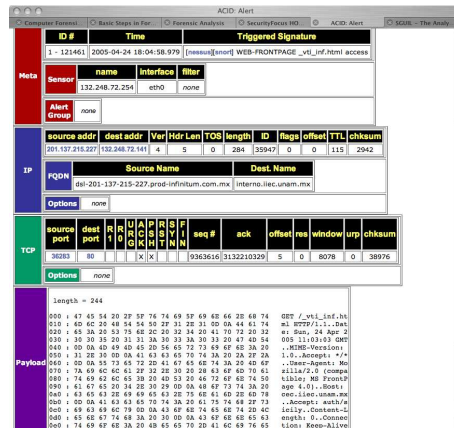 ACID: Alert
Computer Forensi...
Basic Steps in For...
Forensic Analysis
SecurityFocus HO...
ACID: Alert
SGUIL - The Analy...
Meta
ID #
Time
Triggered Signature
1 - 121461
2005-04-24 18:04:58.979
[nessus][snort] WEB-FRONTPAGE _vti_inf.html access
Sensor
name
interface
filter
132.248.72.254
eth0
none
Alert Group
none
IP
source addr
dest addr
Ver
Hdr Len
TOS
length
ID
flags
offset
TTL
chksum
201.137.215.227
132.248.72.141
4
5
0
284
35947
0
0
115
2942
FQDN
Source Name
Dest. Name
dsl-201-137-215-227.prod-infinitum.com.mx
interno.iiec.unam.mx
Options
none
TCP
source port
dest port
R1
R0
URG
ACK
PSH
RST
SYN
FIN
seq #
ack
offset
res
window
urp
chksum
36283
80
X
X
9363616
3132210329
5
0
8078
0
38976
Options
none
Payload
length = 244
000 : 47 45 54 20 2F 5F 76 74 69 5F 69 6E 66 2E 68 74 GET /_vti_inf.ht
010 : 6D 6C 20 48 54 54 50 2F 31 2E 31 0D 0A 44 61 74 ml HTTP/1.1..Dat
020 : 65 3A 20 53 75 6E 2C 20 32 34 20 41 70 72 20 32 e: Sun, 24 Apr 2
030 : 30 30 35 20 31 31 3A 30 33 3A 30 33 20 47 4D 54 005 11:03:03 GMT
040 : 0D 0A 4D 49 4D 45 2D 56 65 72 73 69 6F 6E 3A 20 ..MIME-Version:
050 : 31 2E 30 0D 0A 41 63 63 65 70 74 3A 20 2A 2F 2A 1.0..Accept: */*
060 : 0D 0A 55 73 65 72 2D 41 67 65 6E 74 3A 20 4D 6F ..User-Agent: Mo
070 : 7A 69 6C 6C 61 2F 32 2E 30 20 28 63 6F 6D 70 61 zilla/2.0 (compa
080 : 74 69 62 6C 65 3B 20 4D 53 20 46 72 6F 6E 74 50 tible; MS FrontP
090 : 61 67 65 20 34 2E 30 29 0D 0A 48 6F 73 74 3A 20 age 4.0)..Host:
0a0 : 63 65 63 2E 69 69 65 63 2E 75 6E 61 6D 2E 6D 78 cec.iiec.unam.mx
0b0 : 0D 0A 41 63 63 65 70 74 3A 20 61 75 74 68 2F 73 ..Accept: auth/s
0c0 : 69 63 69 6C 79 0D 0A 43 6F 6E 74 65 6E 74 2D 4C icily..Content-L
0d0 : 65 6E 67 74 68 3A 20 30 0D 0A 43 6F 6E 6E 65 63 ength: 0..Connec
0e0 : 74 69 6F 6E 3A 20 4B 65 65 70 2D 41 6C 69 76 65 tion: Keep-Alive